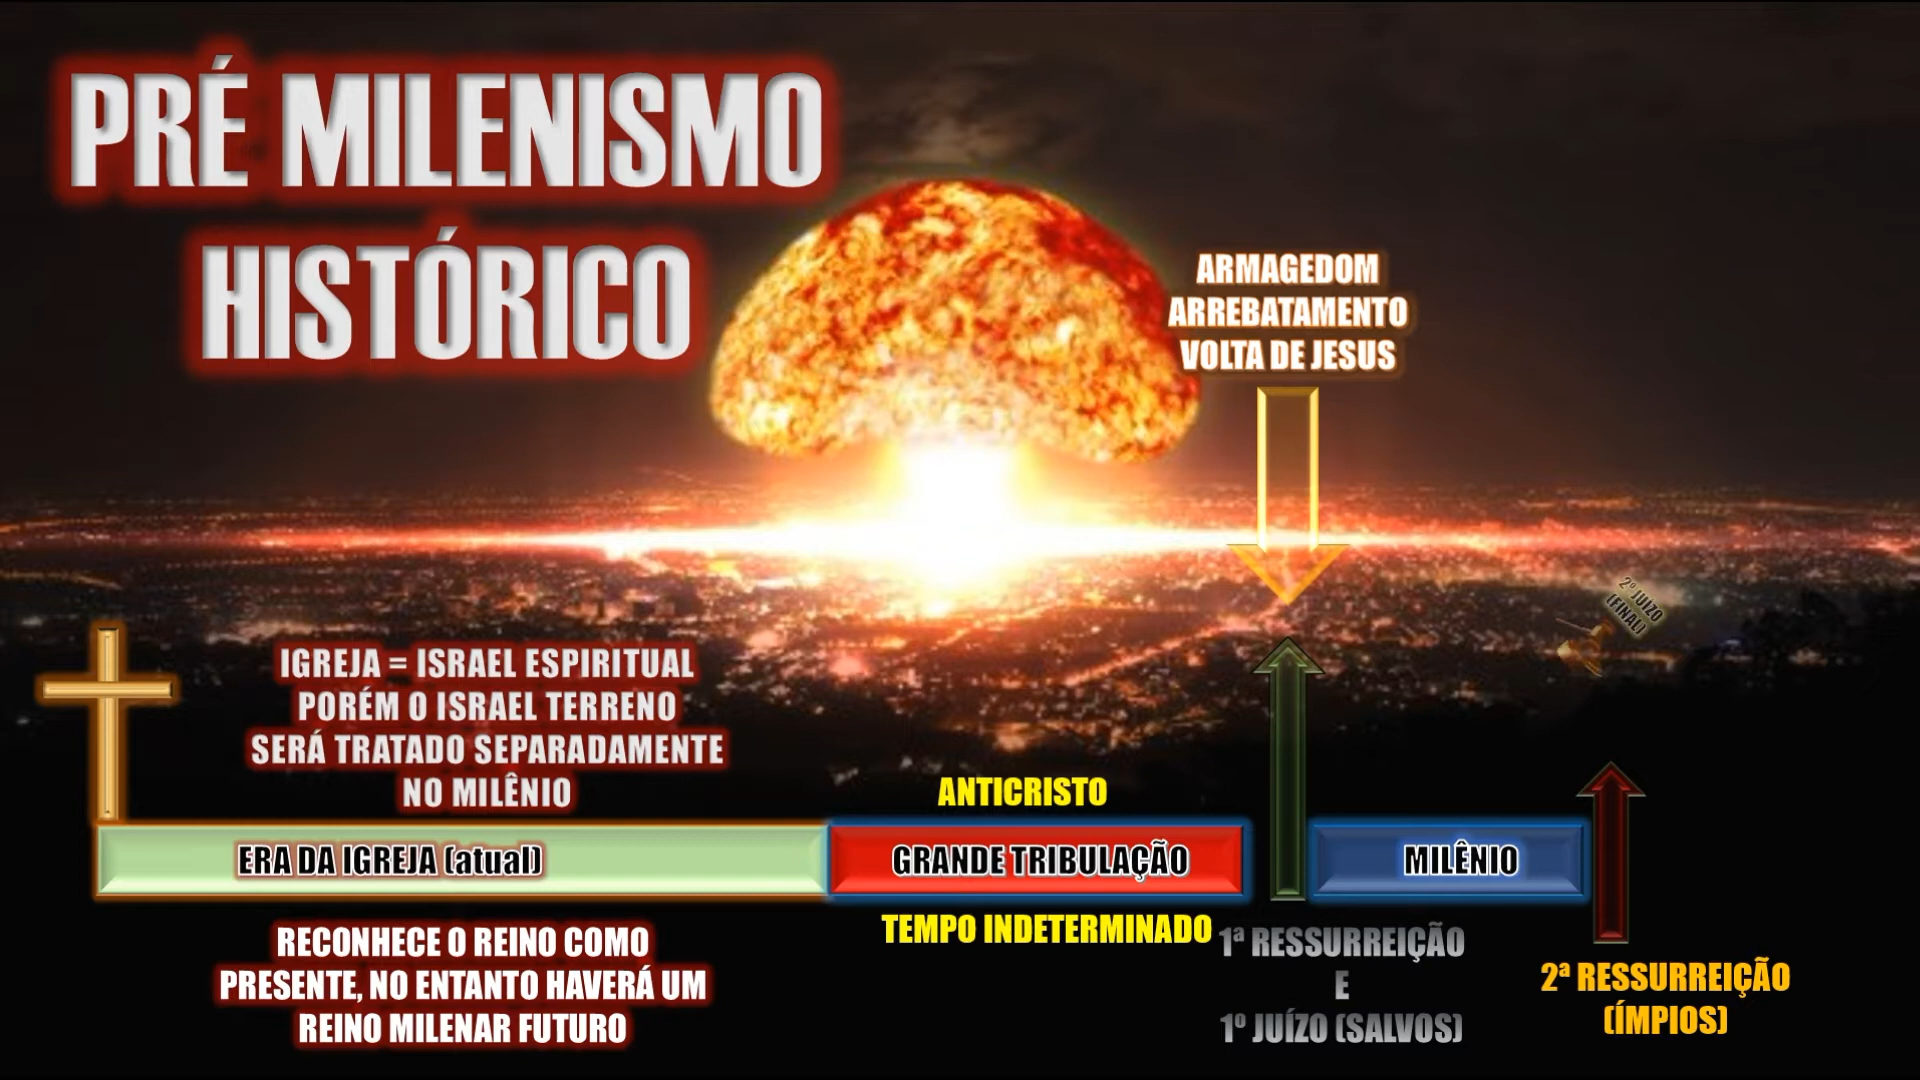 PRÉ MILENISMO
HISTÓRICO
ARMAGEDOM
ARREBATAMENTO
VOLTA DE JESUS
2º JUÍZO
(FINAL)
IGREJA = ISRAEL ESPIRITUAL
PORÉM O ISRAEL TERRENO
SERÁ TRATADO SEPARADAMENTE
NO MILÊNIO
ANTICRISTO
ERA DA IGREJA (atual)
GRANDE TRIBULAÇÃO
MILÊNIO
TEMPO INDETERMINADO
RECONHECE O REINO COMO
PRESENTE, NO ENTANTO HAVERÁ UM
REINO MILENAR FUTURO
1ª RESSURREIÇÃO
E
1º JUÍZO (SALVOS)
2ª RESSURREIÇÃO
(ÍMPIOS)